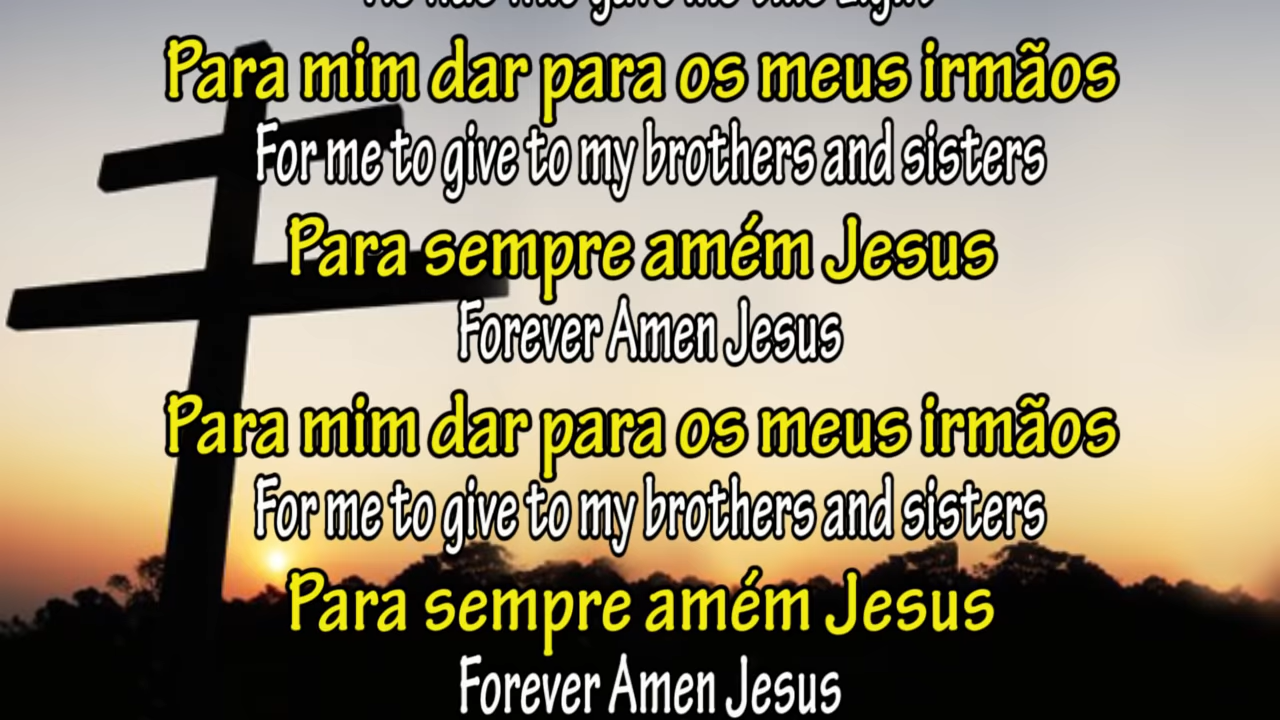 Para mim dar para os meus irmãos
For me to give to my brothers and sisters
Para sempre amém Jesus
Forever Amen Jesus
Para mim dar para os meus irmãos
For me to give to my brothers and sisters
Para sempre amém Jesus
Forever Amen Jesus